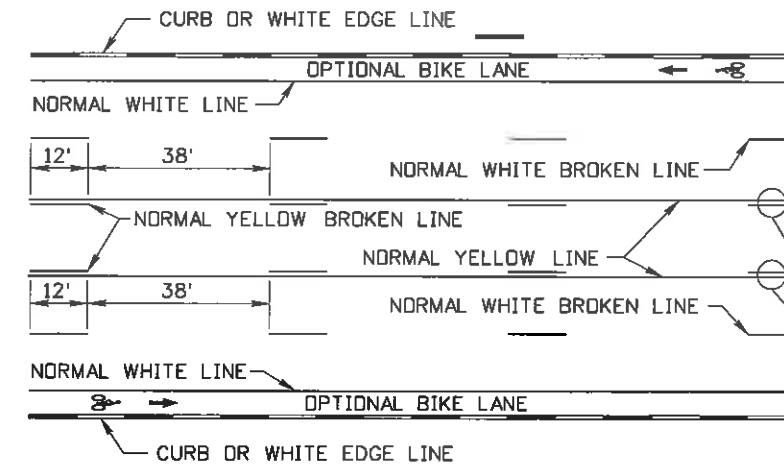 CURB OR WHITE EDGE LINE
OPTIONAL BIKE LANE
NORMAL WHITE LINE
12' 38'
NORMAL WHITE BROKEN LINE
NORMAL YELLOW BROKEN LINE
NORMAL YELLOW LINE
12' 38'
NORMAL WHITE BROKEN LINE
NORMAL WHITE LINE
OPTIONAL BIKE LANE
CURB OR WHITE EDGE LINE